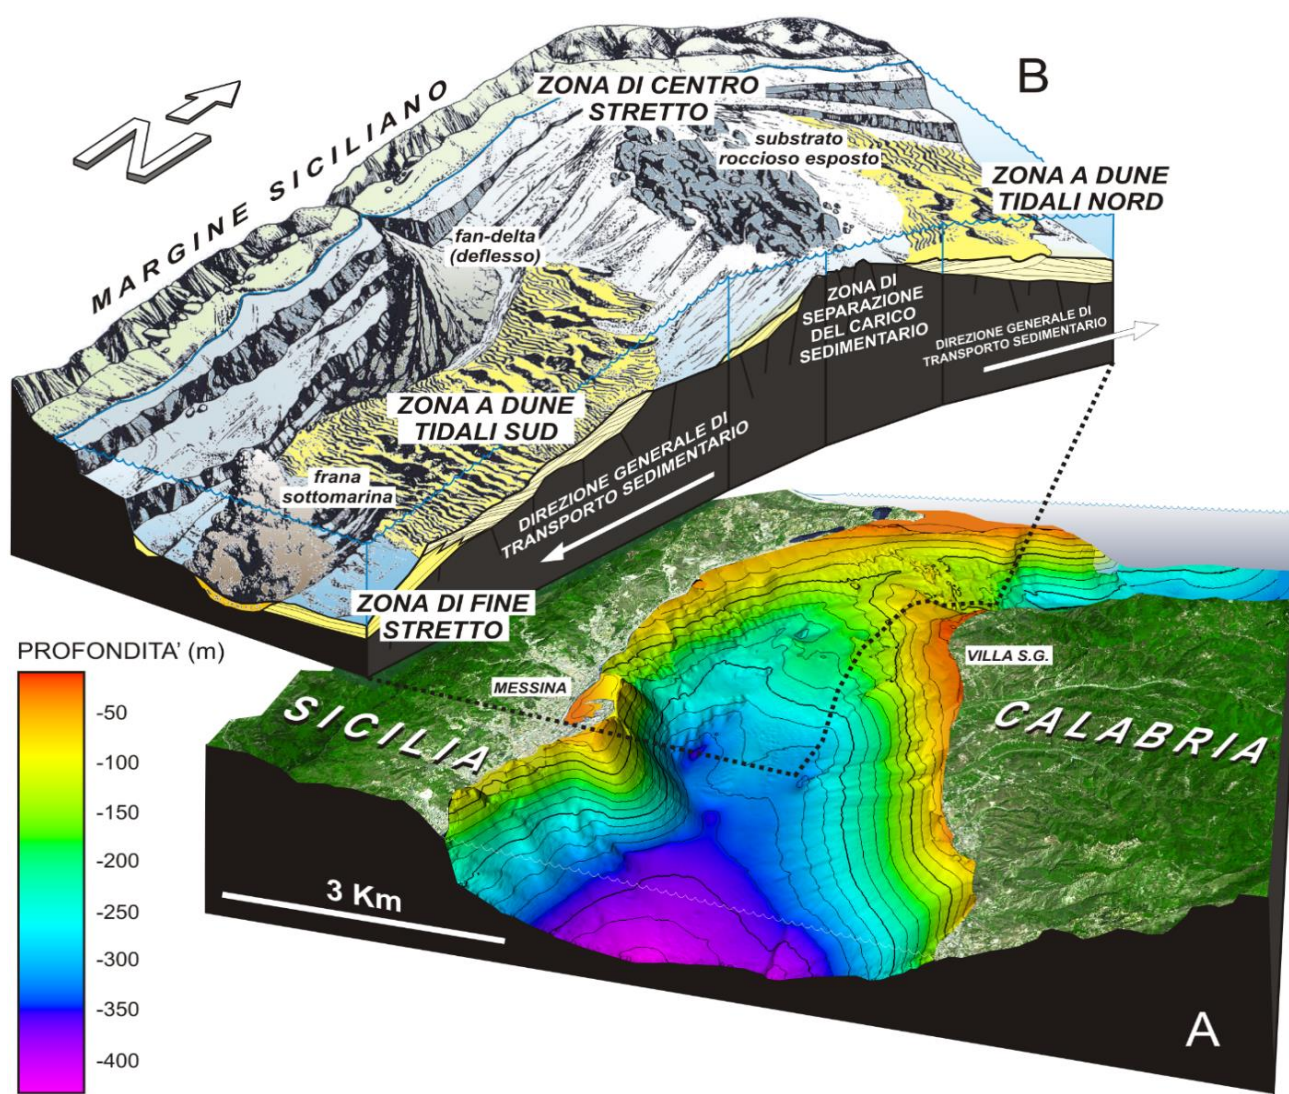 B
MARGINE SICILIANO
N
ZONA DI CENTRO
STRETTO
substrato
roccioso esposto
ZONA A DUNE
TIDALI NORD
fan-delta
(deflesso)
ZONA DI
SEPARAZIONE
DEL CARICO
SEDIMENTARIO
DIREZIONE GENERALE DI
TRANSPORTO SEDIMENTARIO
ZONA A DUNE
TIDALI SUD
DIREZIONE GENERALE DI
TRANSPORTO SEDIMENTARIO
frana
sottomarina
ZONA DI FINE
STRETTO
PROFONDITA' (m)
-50
-100
-150
-200
-250
-300
-350
-400
MESSINA
VILLA S.G.
SICILIA
CALABRIA
3 Km
A